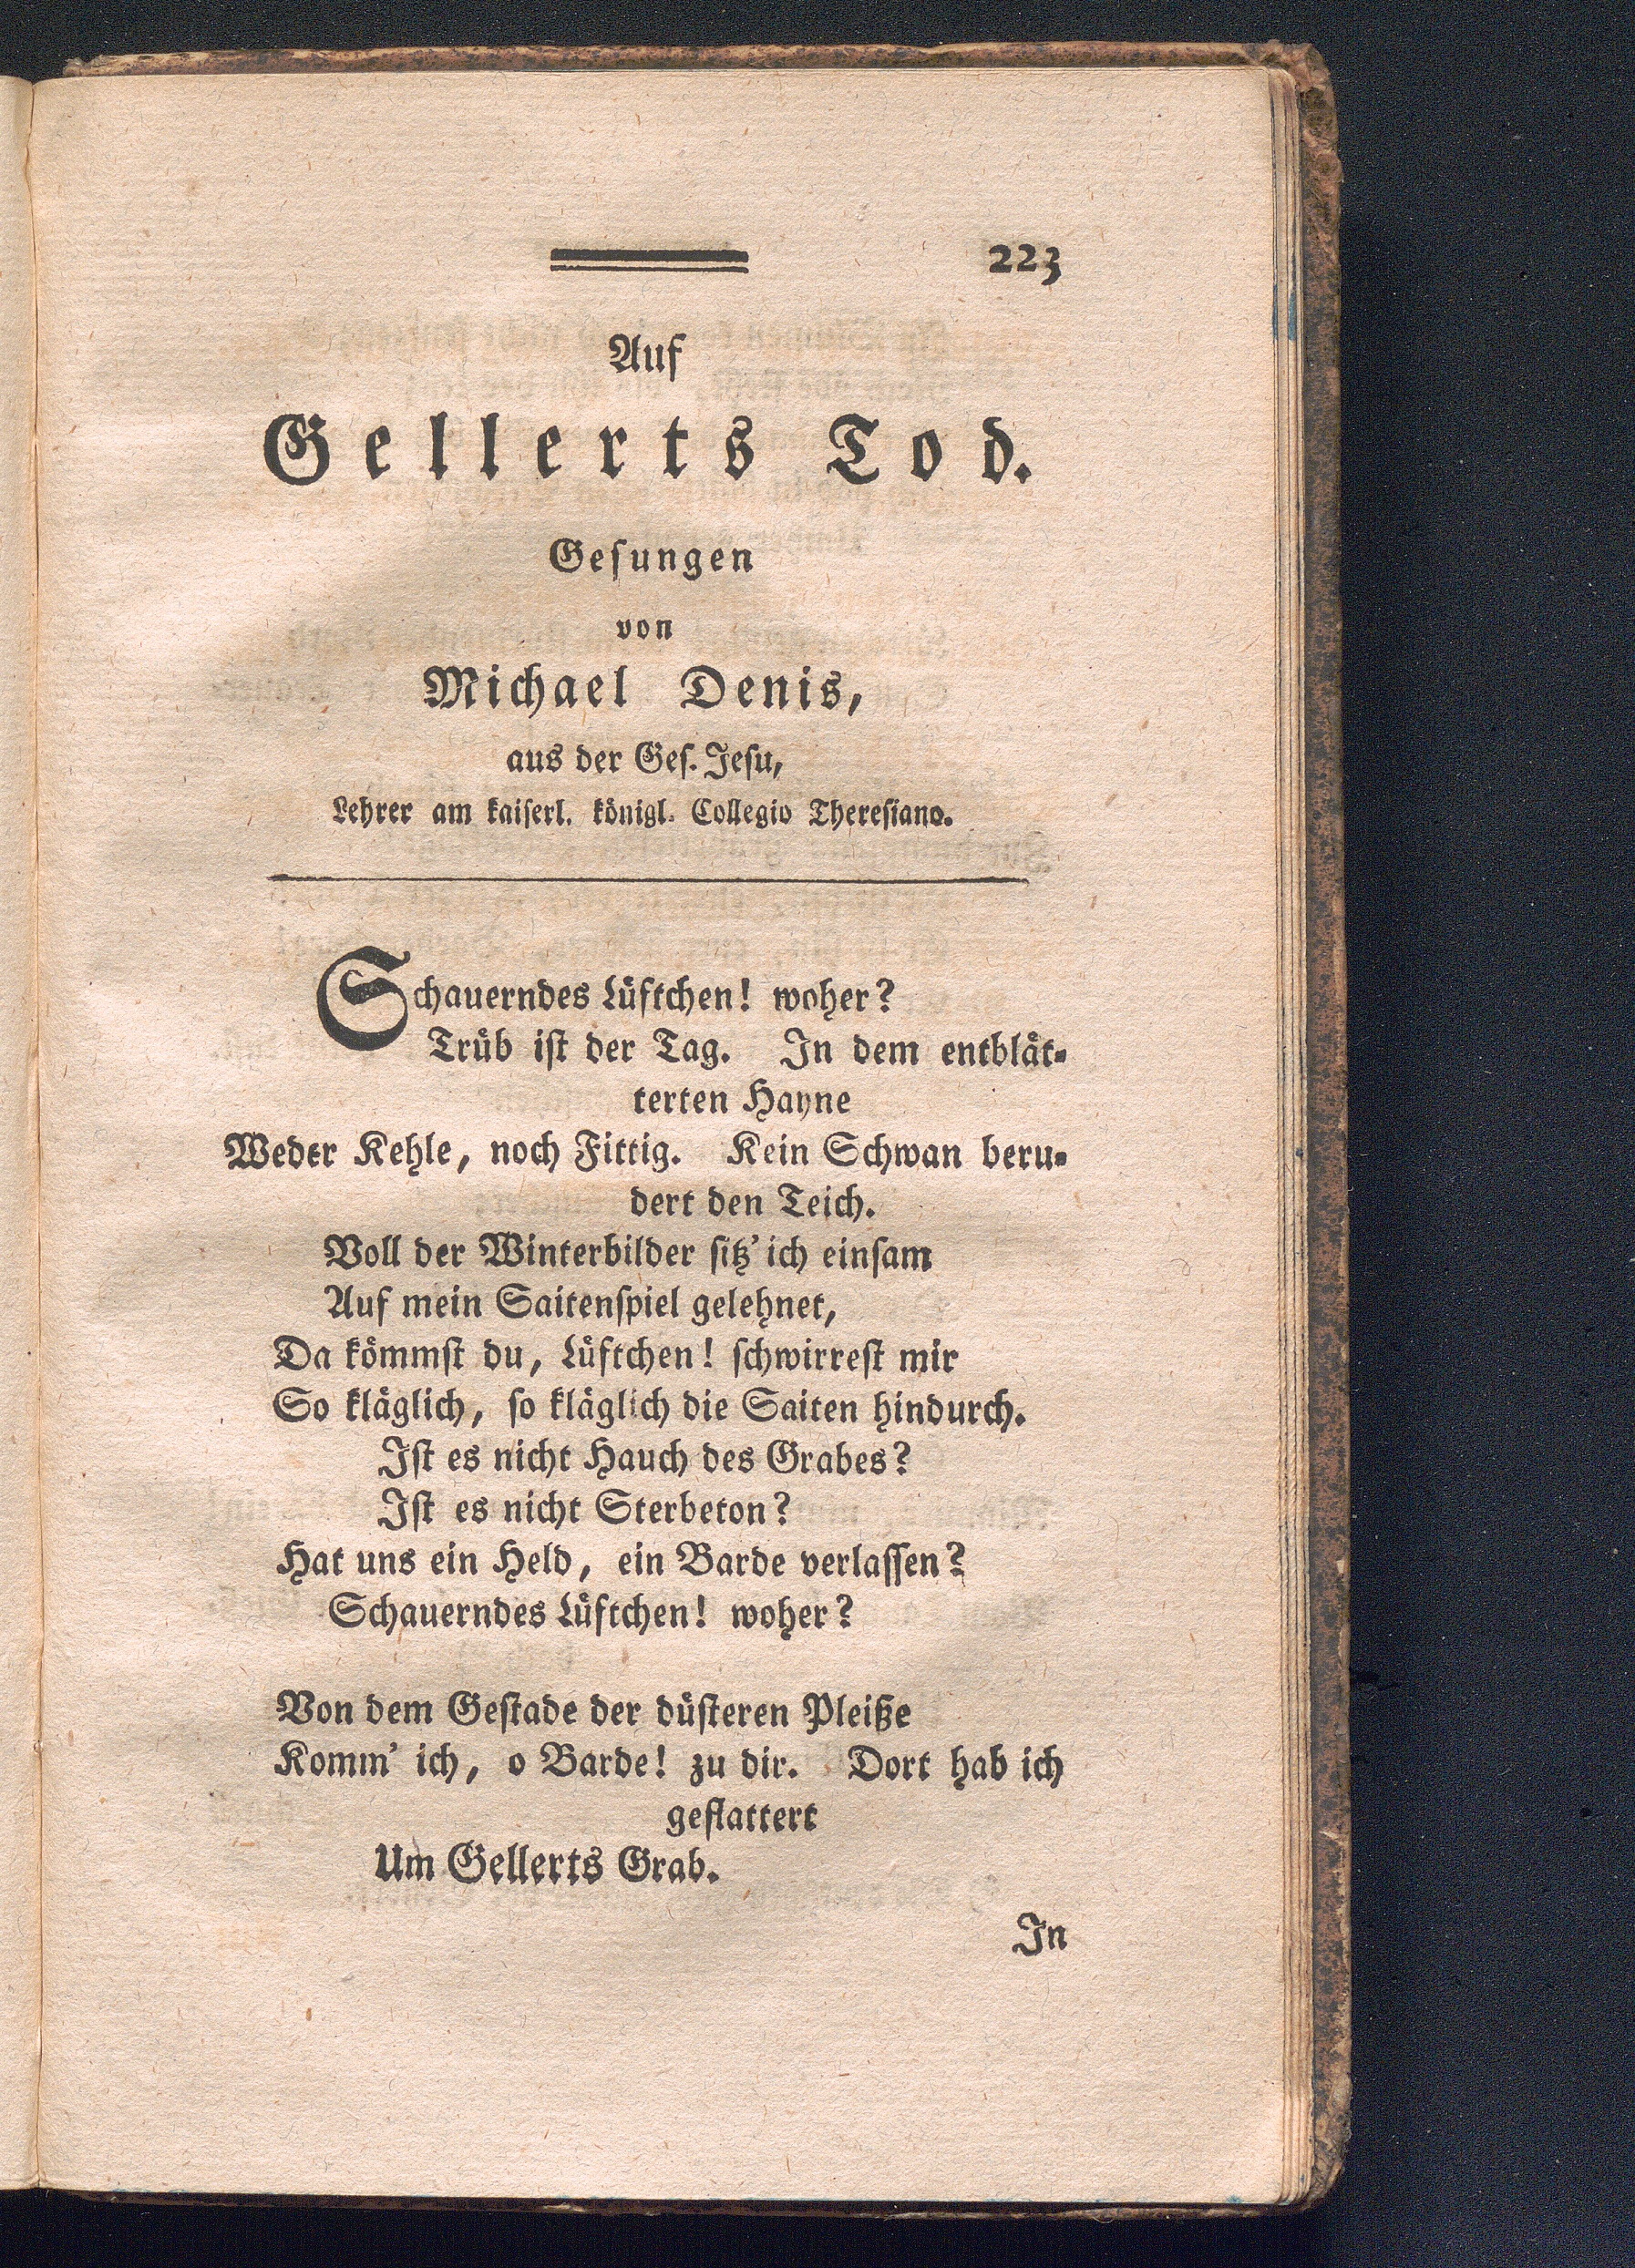 223
Auf
Gellerts Tod.
Gesungen
von
Michael Denis,
aus der Ges. Jesu,
Lehrer am kaiserl. königl. Collegio Theresiano.
Schauerndes Lüftchen! woher?
Trüb ist der Tag. In dem entblät-
terten Hayne
Weder Kehle, noch Fittig. Kein Schwan beru-
dert den Teich.
Voll der Winterbilder sitz' ich einsam
Auf mein Saitenspiel gelehnet,
Da kömmst du, Lüftchen! schwirrest mir
So kläglich, so kläglich die Saiten hindurch.
Ist es nicht Hauch des Grabes?
Ist es nicht Sterbeton?
Hat uns ein Held, ein Barde verlassen?
Schauerndes Lüftchen! woher?
Von dem Gestade der düsteren Pleiße
Komm' ich, o Barde! zu dir. Dort hab ich
geflattert
Um Gellerts Grab.
In